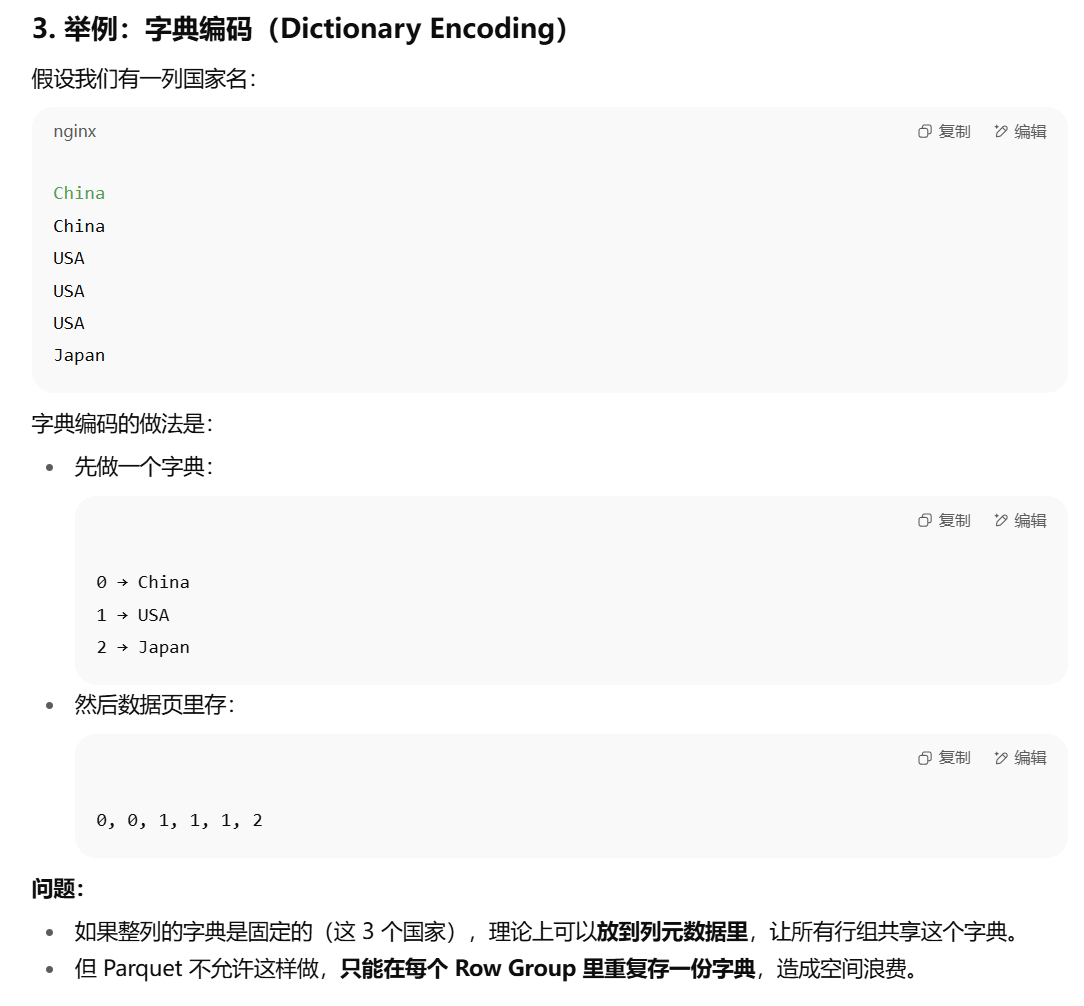 3. 举例：字典编码（Dictionary Encoding）
假设我们有一列国家名：
nginx 复制 编辑
China
China
USA
USA
USA
Japan
字典编码的做法是：
• 先做一个字典：
复制 编辑
0 → China
1 → USA
2 → Japan
• 然后数据页里存：
复制 编辑
0, 0, 1, 1, 1, 2
问题：
• 如果整列的字典是固定的（这 3 个国家），理论上可以放到列元数据里，让所有行组共享这个字典。
• 但 Parquet 不允许这样做，只能在每个 Row Group 里重复存一份字典，造成空间浪费。